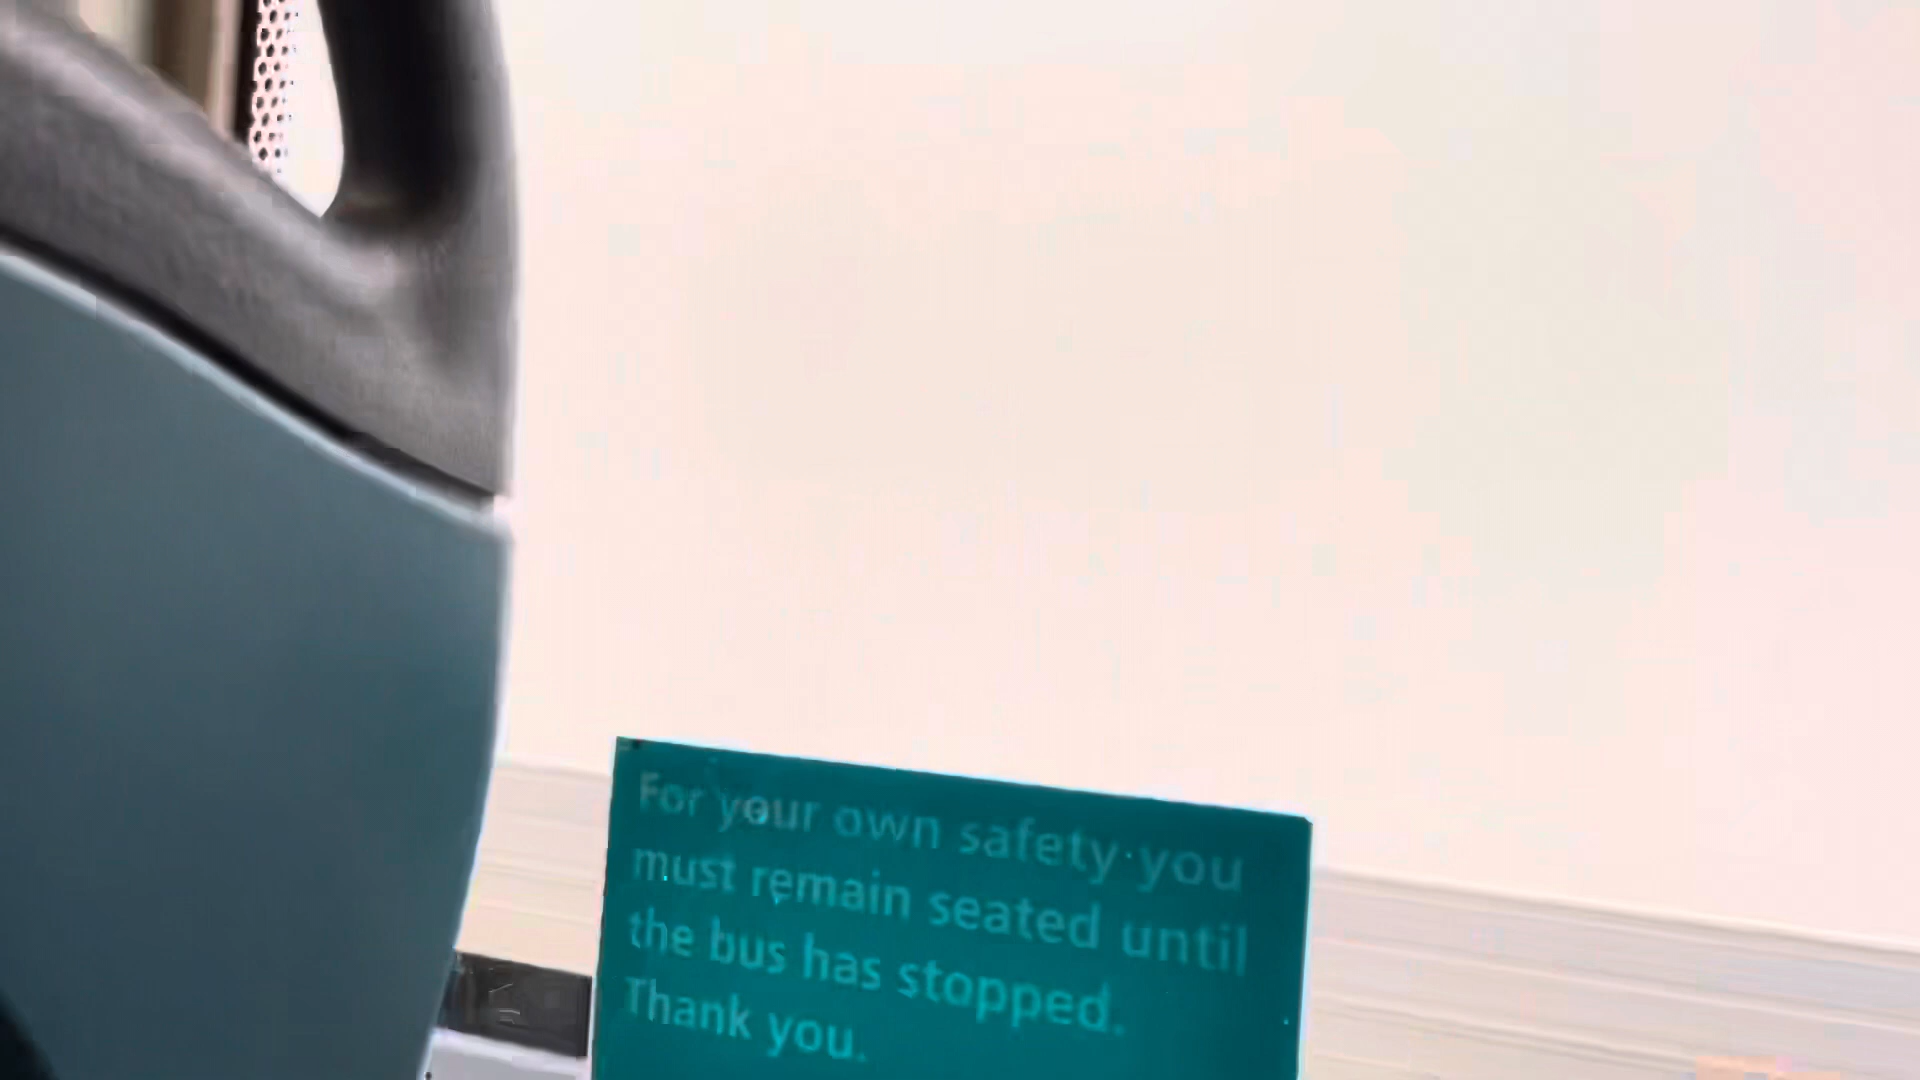 For your own safety you
must remain seated until
the bus has stopped.
Thank you.